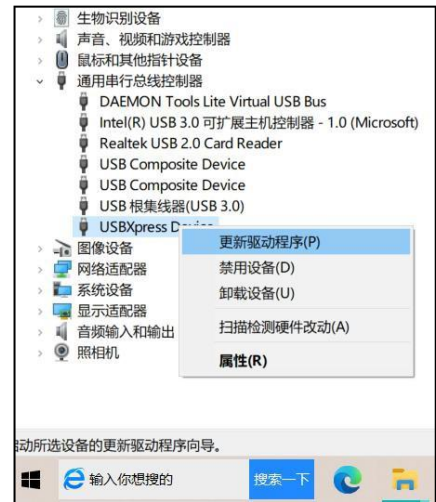 生物识别设备
声音、视频和游戏控制器
鼠标和其他指针设备
通用串行总线控制器
DAEMON Tools Lite Virtual USB Bus
Intel(R) USB 3.0 可扩展主机控制器 - 1.0 (Microsoft)
Realtek USB 2.0 Card Reader
USB Composite Device
USB Composite Device
USB 根集线器(USB 3.0)
USBXpress Device
更新驱动程序(P)
图像设备
禁用设备(D)
网络适配器
卸载设备(U)
系统设备
显示适配器
扫描检测硬件改动(A)
音频输入和输出
照相机
属性(R)
动所选设备的更新驱动程序向导。
输入你想搜的
搜索一下